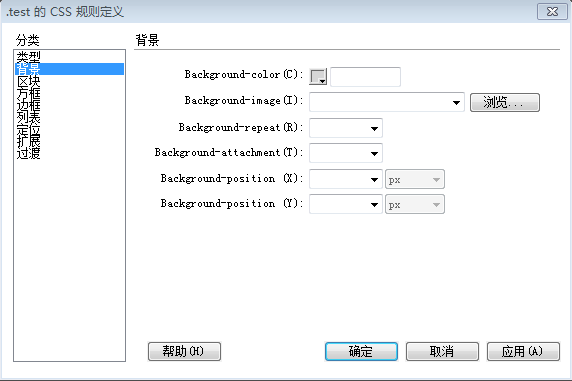 .test 的 CSS 规则定义
分类
背景
类型
背景
区块
方框
边框
列表
定位
扩展
过渡
Background-color(C):
Background-image(I):
浏览...
Background-repeat(R):
Background-attachment(T):
Background-position (X):
px
Background-position (Y):
px
帮助(H)
确定
取消
应用(A)